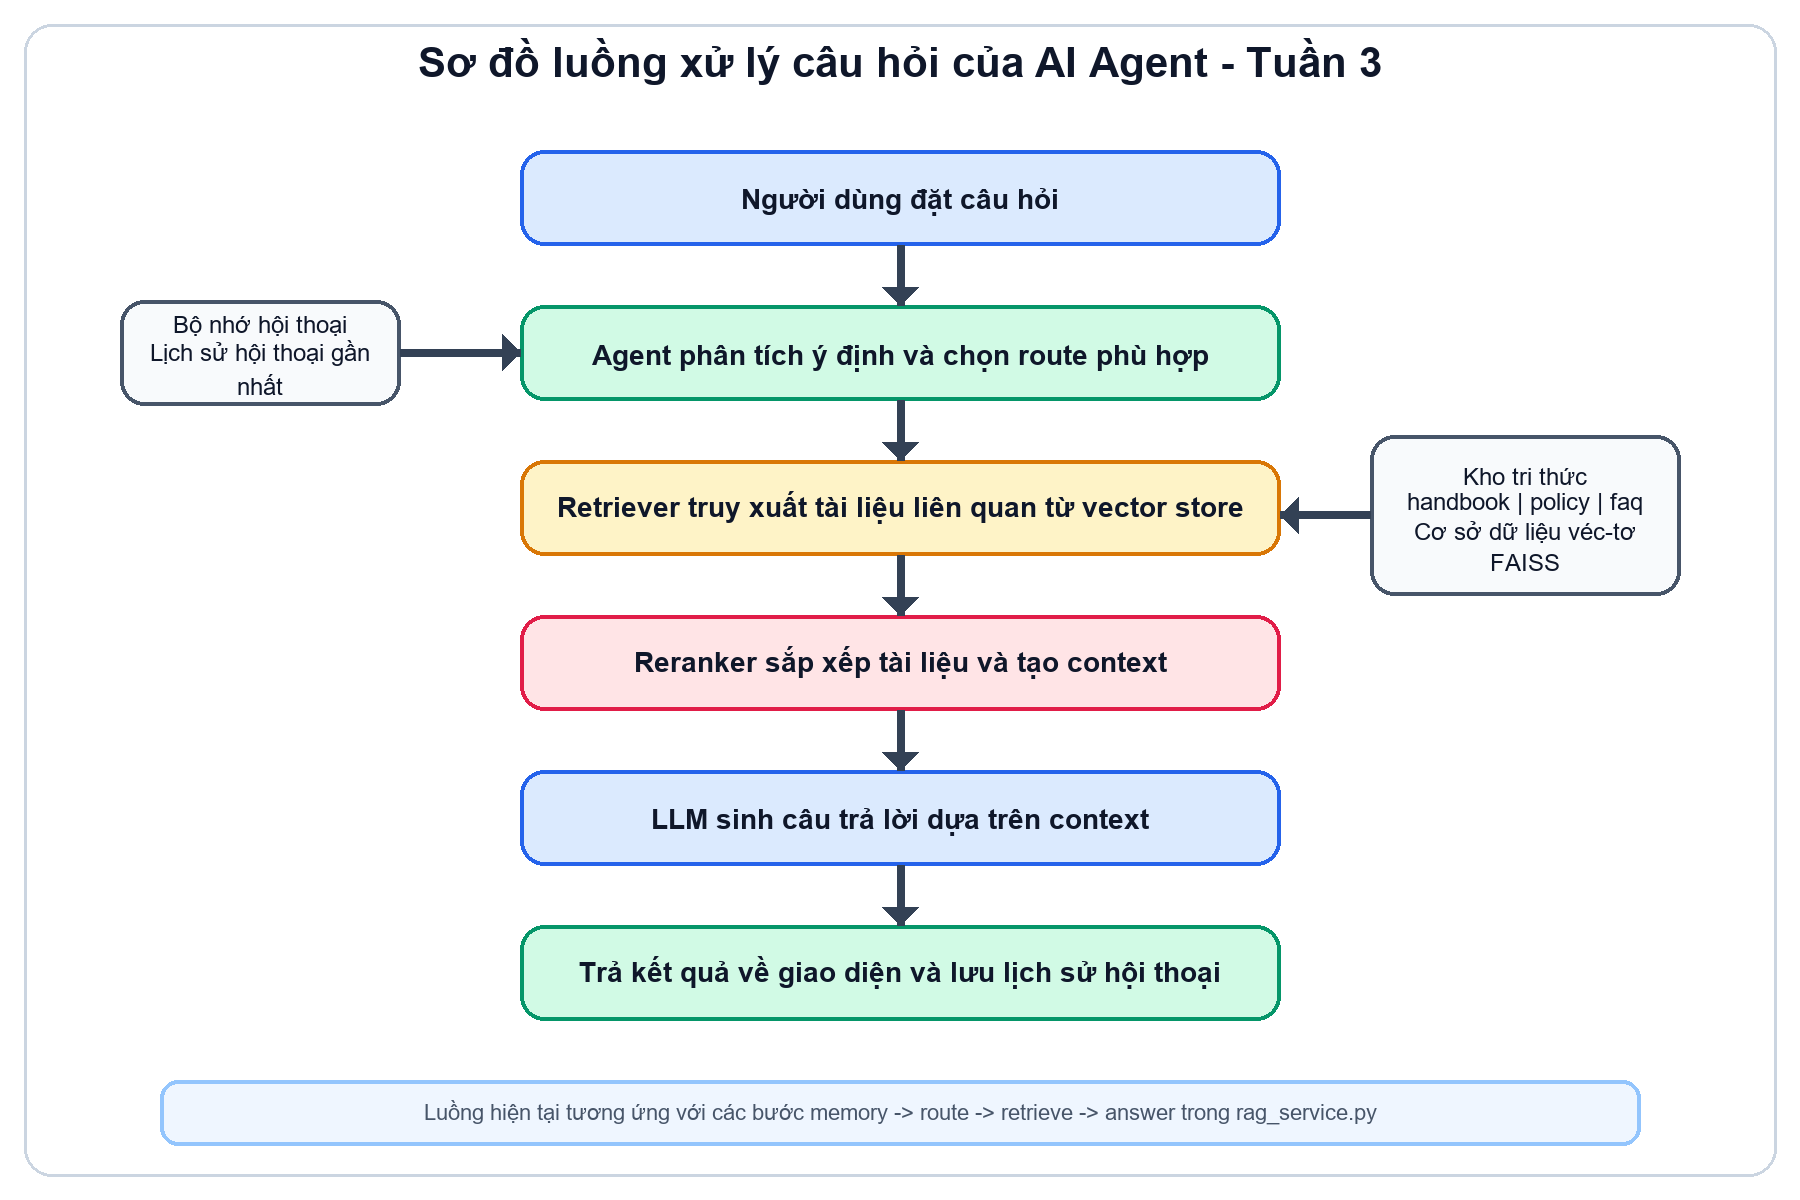 Sơ đồ luồng xử lý câu hỏi của AI Agent - Tuần 3
Người dùng đặt câu hỏi
Bộ nhớ hội thoại
Lịch sử hội thoại gần
nhất
Agent phân tích ý định và chọn route phù hợp
Retriever truy xuất tài liệu liên quan từ vector store
Kho tri thức
handbook | policy | faq
Cơ sở dữ liệu véc-tơ
FAISS
Reranker sắp xếp tài liệu và tạo context
LLM sinh câu trả lời dựa trên context
Trả kết quả về giao diện và lưu lịch sử hội thoại
Luồng hiện tại tương ứng với các bước memory -> route -> retrieve -> answer trong rag_service.py